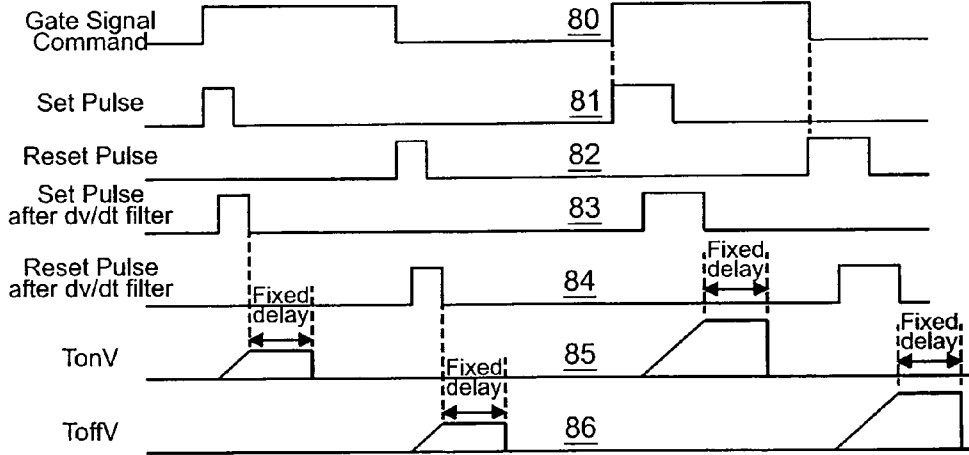 Gate Signal
Command
80
Set Pulse
81
Reset Pulse
82
Set Pulse
after dv/dt filter
83
Reset Pulse
after dv/dt filter
84
Fixed
delay
Fixed
delay
TonV
85
Fixed
delay
Fixed
delay
ToffV
86